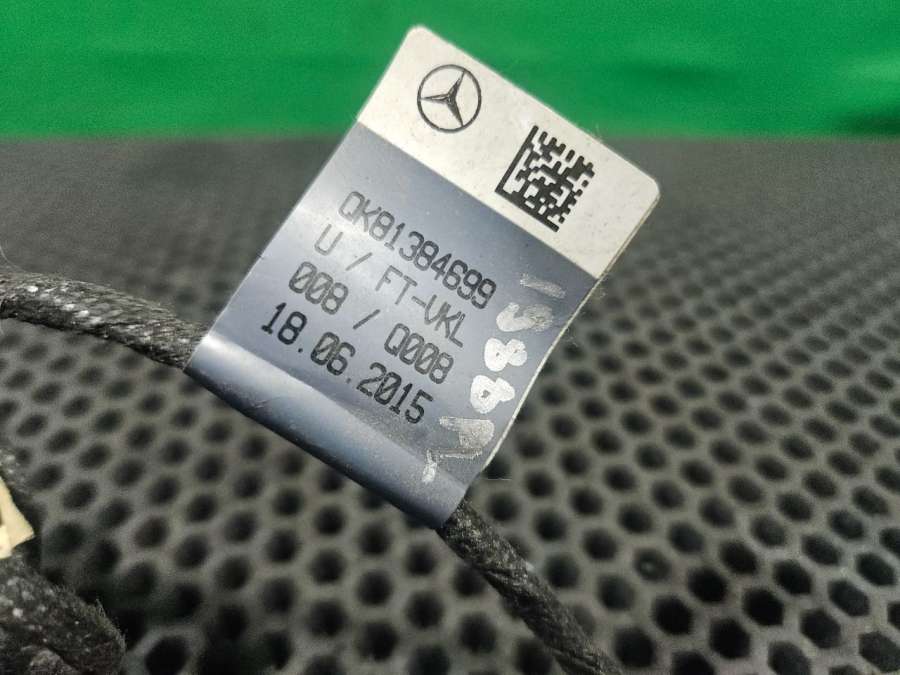 QK81384699
U / FT-VKL
008 / Q008
18.06.2015